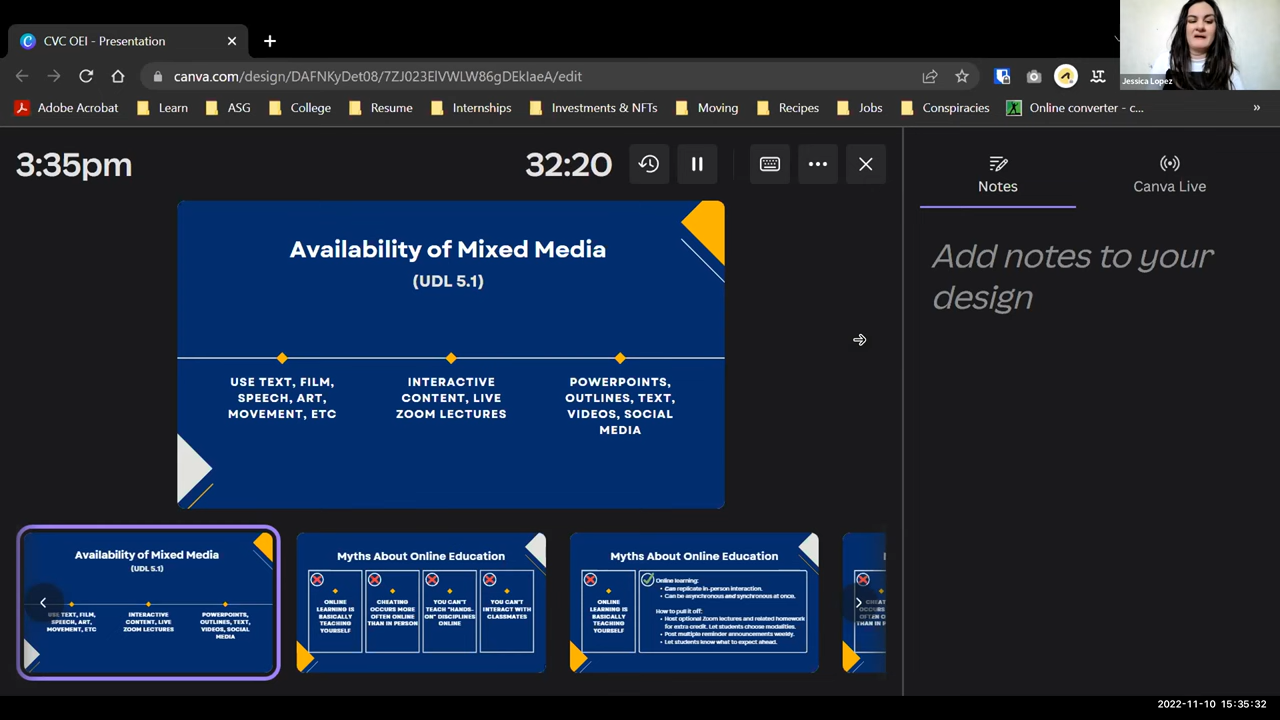 CVC OEI - Presentation
Jessica Lopez
canva.com/design/DAFNKyDet08/7ZJ023ElVWLW86gDEkIaeA/edit
Adobe Acrobat
Learn
ASG
College
Resume
Internships
Investments & NFTs
Moving
Recipes
Jobs
Conspiracies
Online converter - c...
»
3:35pm
32:20
Notes
Canva Live
Add notes to your
design
Availability of Mixed Media
(UDL 5.1)
USE TEXT, FILM,
SPEECH, ART,
MOVEMENT, ETC
INTERACTIVE
CONTENT, LIVE
ZOOM LECTURES
POWERPOINTS,
OUTLINES, TEXT,
VIDEOS, SOCIAL
MEDIA
Availability of Mixed Media
(UDL 5.1)
USE TEXT, FILM,
SPEECH, ART,
MOVEMENT, ETC
INTERACTIVE
CONTENT, LIVE
ZOOM LECTURES
POWERPOINTS,
OUTLINES, TEXT,
VIDEOS, SOCIAL
MEDIA
Myths About Online Education
ONLINE
LEARNING IS
BASICALLY
TEACHING
YOURSELF
CHEATING
OCCURS MORE
OFTEN ONLINE
THAN IN PERSON
YOU CAN'T
TEACH "HANDS-
ON" DISCIPLINES
ONLINE
YOU CAN'T
INTERACT WITH
CLASSMATES
Myths About Online Education
ONLINE
LEARNING IS
BASICALLY
TEACHING
YOURSELF
Online learning:
• Can replicate in-person interaction.
• Can be asynchronous and synchronous at once.
How to pull it off:
• Host optional Zoom lectures and related homework
for extra credit. Let students choose modalities.
• Post multiple reminder announcements weekly.
• Let students know what to expect ahead.
2022-11-10 15:35:32